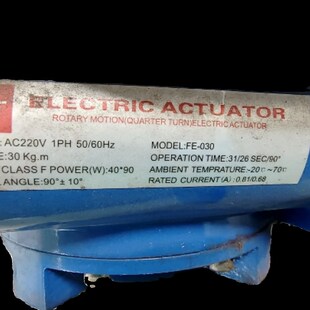 ELECTRIC ACTUATOR
ROTARY MOTION(QUARTER TURN)ELECTRIC ACTUATOR
: AC220V 1PH 50/60Hz MODEL:FE-030
E:30 Kg.m OPERATION TIME:31/26 SEC/90°
CLASS F POWER(W):40*90 AMBIENT TEMPRATURE:-20℃~70℃
ANGLE:90°± 10° RATED CURRENT(A):0.81/0.68